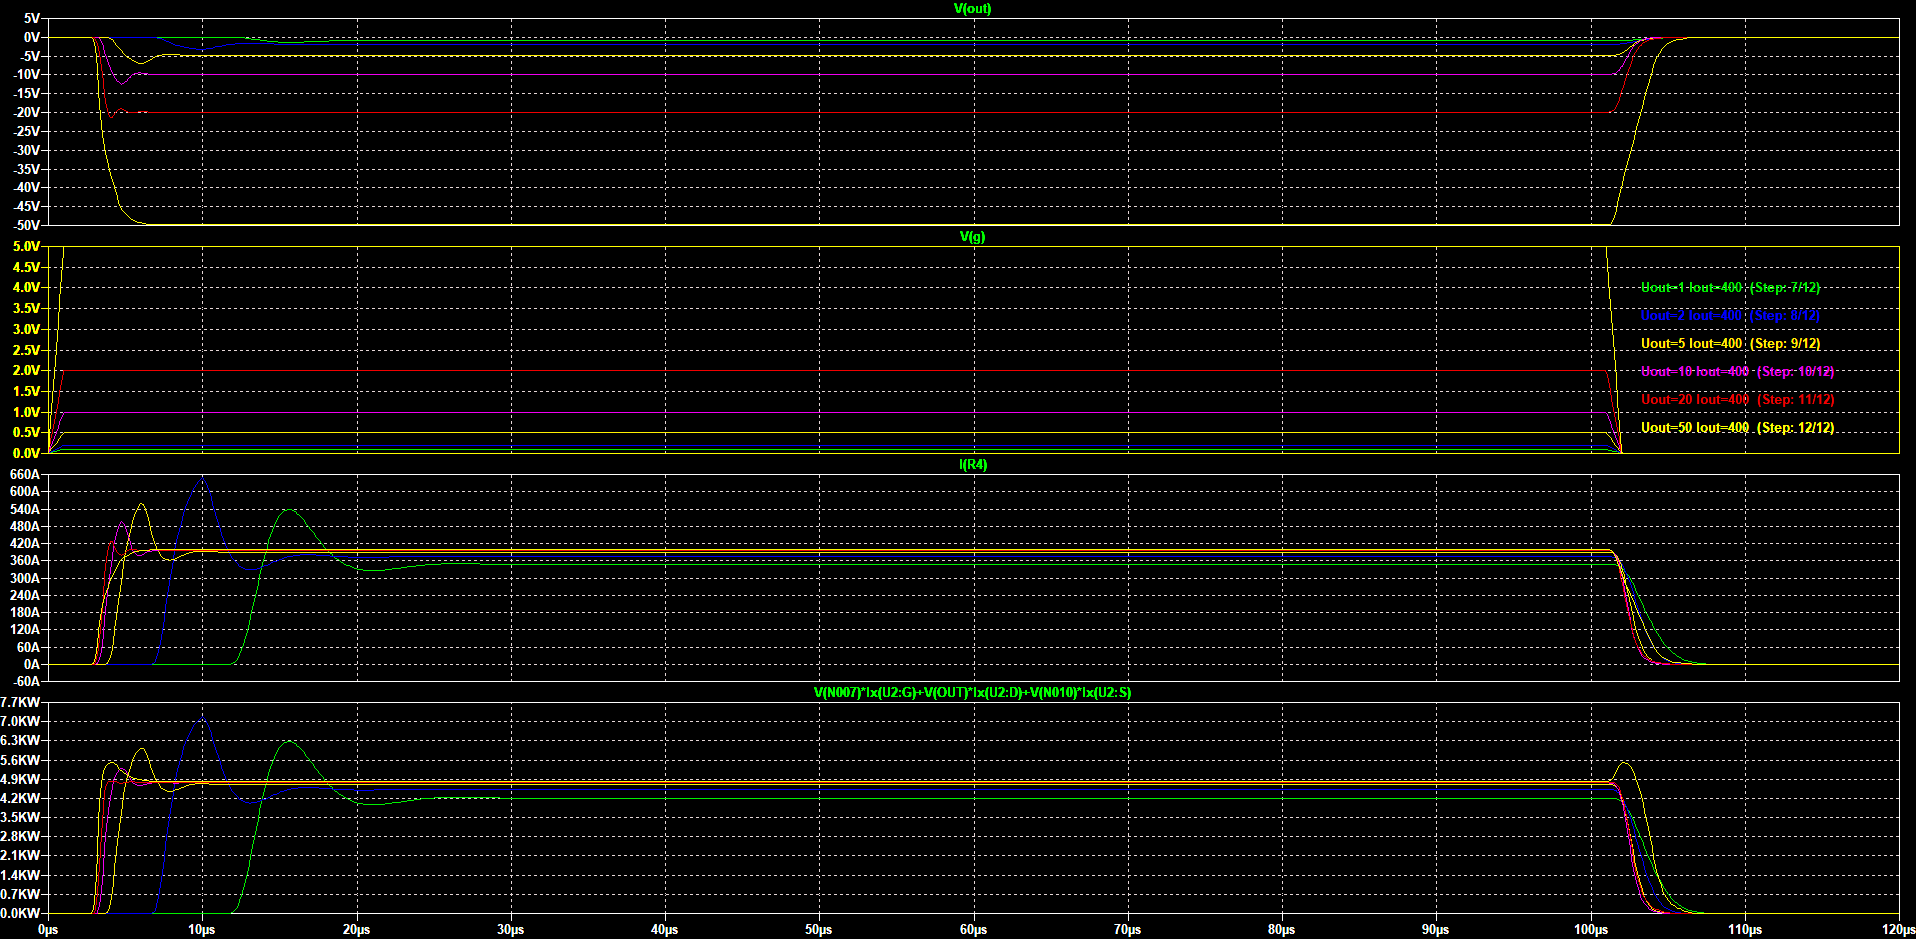 V(out)
5V
0V
-5V
-10V
-15V
-20V
-25V
-30V
-35V
-40V
-45V
-50V
V(g)
5.0V
4.5V
4.0V
3.5V
3.0V
2.5V
2.0V
1.5V
1.0V
0.5V
0.0V
Uout=1 Iout=400 (Step: 7/12)
Uout=2 Iout=400 (Step: 8/12)
Uout=5 Iout=400 (Step: 9/12)
Uout=10 Iout=400 (Step: 10/12)
Uout=20 Iout=400 (Step: 11/12)
Uout=50 Iout=400 (Step: 12/12)
I(R4)
660A
600A
540A
480A
420A
360A
300A
240A
180A
120A
60A
0A
-60A
V(N007)*Ix(U2:G)+V(OUT)*Ix(U2:D)+V(N010)*Ix(U2:S)
7.7KW
7.0KW
6.3KW
5.6KW
4.9KW
4.2KW
3.5KW
2.8KW
2.1KW
1.4KW
0.7KW
0.0KW
0µs 10µs 20µs 30µs 40µs 50µs 60µs 70µs 80µs 90µs 100µs 110µs 120µs